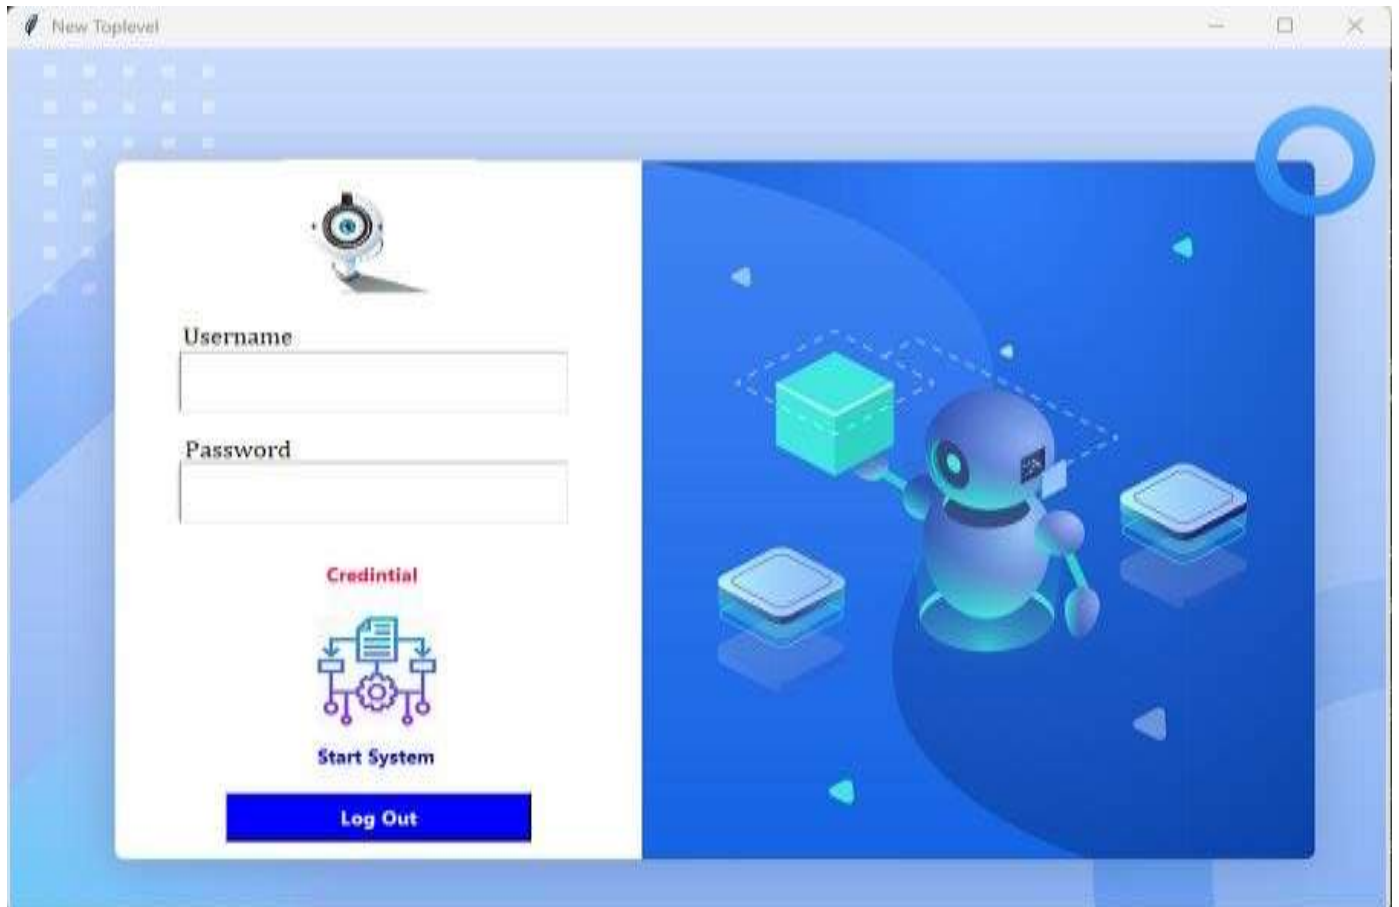 New Toplevel
Username
Password
Credintial
Start System
Log Out